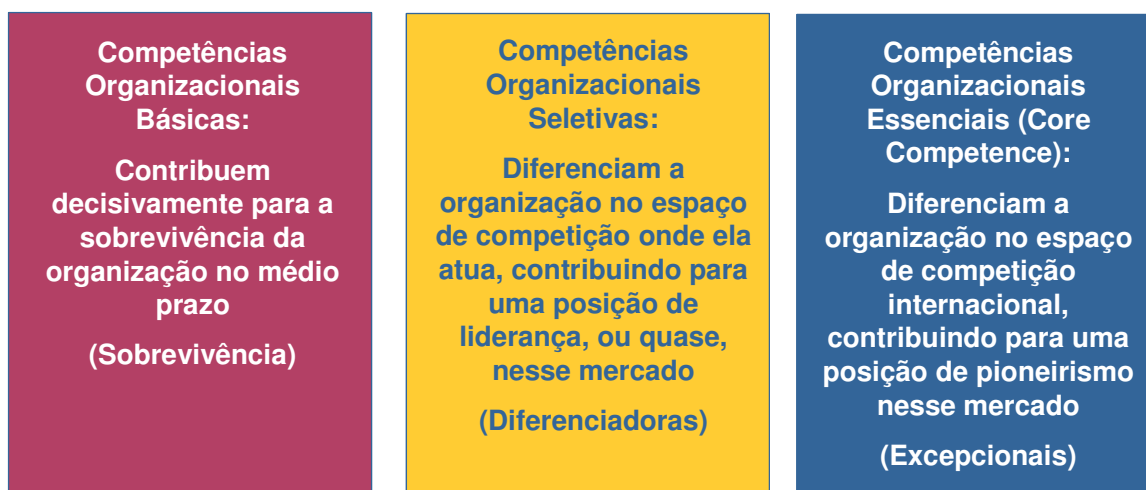 Competências
Organizacionais
Básicas:
Contribuem
decisivamente para a
sobrevivência da
organização no médio
prazo
(Sobrevivência)
Competências
Organizacionais
Seletivas:
Diferenciam a
organização no espaço
de competição onde ela
atua, contribuindo para
uma posição de
liderança, ou quase,
nesse mercado
(Diferenciadoras)
Competências
Organizacionais
Essenciais (Core
Competence):
Diferenciam a
organização no espaço
de competição
internacional,
contribuindo para uma
posição de pioneirismo
nesse mercado
(Excepcionais)